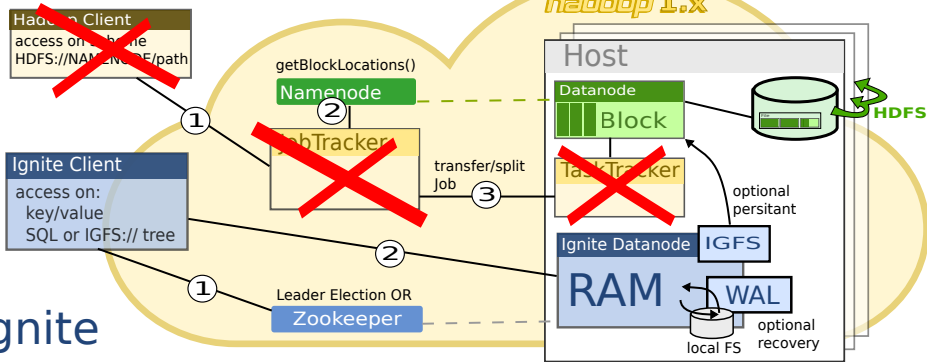 hadoop 1.x
Hadoop Client
access on scheme
HDFS://NAMENODE/path
getBlockLocations()
Namenode
2
1
JobTracker
transfer/split
Job
3
Host
Datanode
Block
HDFS
TaskTracker
optional
persitant
Ignite Client
access on:
key/value
SQL or IGFS:// tree
2
1
Ignite Datanode
IGFS
RAM
WAL
local FS
optional
recovery
Leader Election OR
Zookeeper
gnite